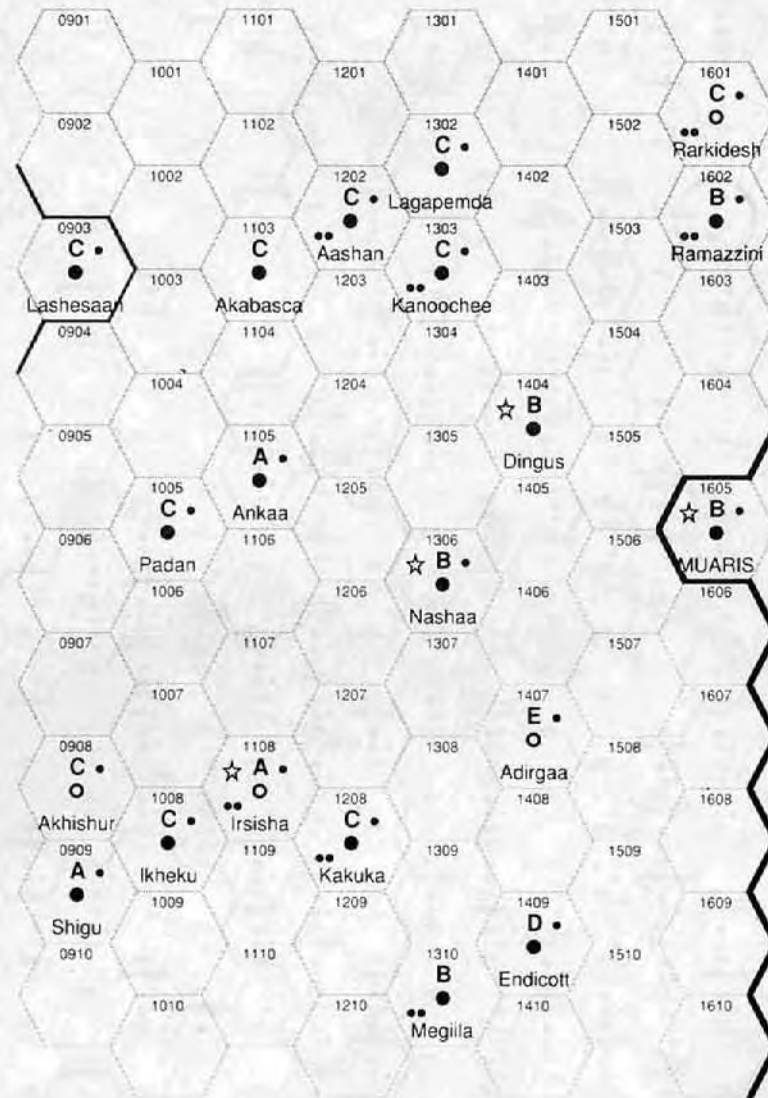 0901
1101
1301
1501
1001
1201
1401
1601
C
Rarkidesh
0902
1102
1302
C
Lagapemda
1502
1002
1202
C
Aashan
1402
1602
B
Ramazzini
0903
C
Lashesaan
1103
C
Akabasca
1303
C
Kanoochee
1503
1003
1203
1403
1603
0904
1104
1304
1504
1004
1204
1404
B
Dingus
1604
0905
1105
A
Ankaa
1305
1505
1005
C
Padan
1205
1405
1605
B
MUARIS
0906
1106
1306
B
Nashaa
1506
1006
1206
1406
1606
0907
1107
1307
1507
1007
1207
1407
E
Adirgaa
1607
0908
C
Akhishur
1108
A
Irsisha
1308
1508
1008
C
Ikheku
1208
C
Kakuka
1408
1608
0909
A
Shigu
1109
1309
1509
1009
1209
1409
D
Endicott
1609
0910
1110
1310
B
Megiila
1510
1010
1210
1410
1610